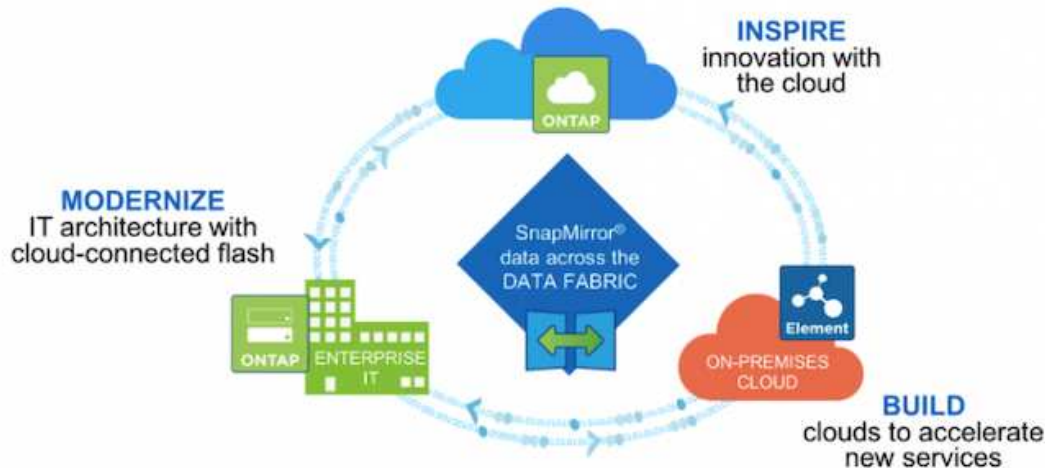 INSPIRE
innovation with
the cloud
ONTAP
MODERNIZE
IT architecture with
cloud-connected flash
SnapMirror®
data across the
DATA FABRIC
ONTAP
ENTERPRISE
IT
Element
ON-PREMISES
CLOUD
BUILD
clouds to accelerate
new services